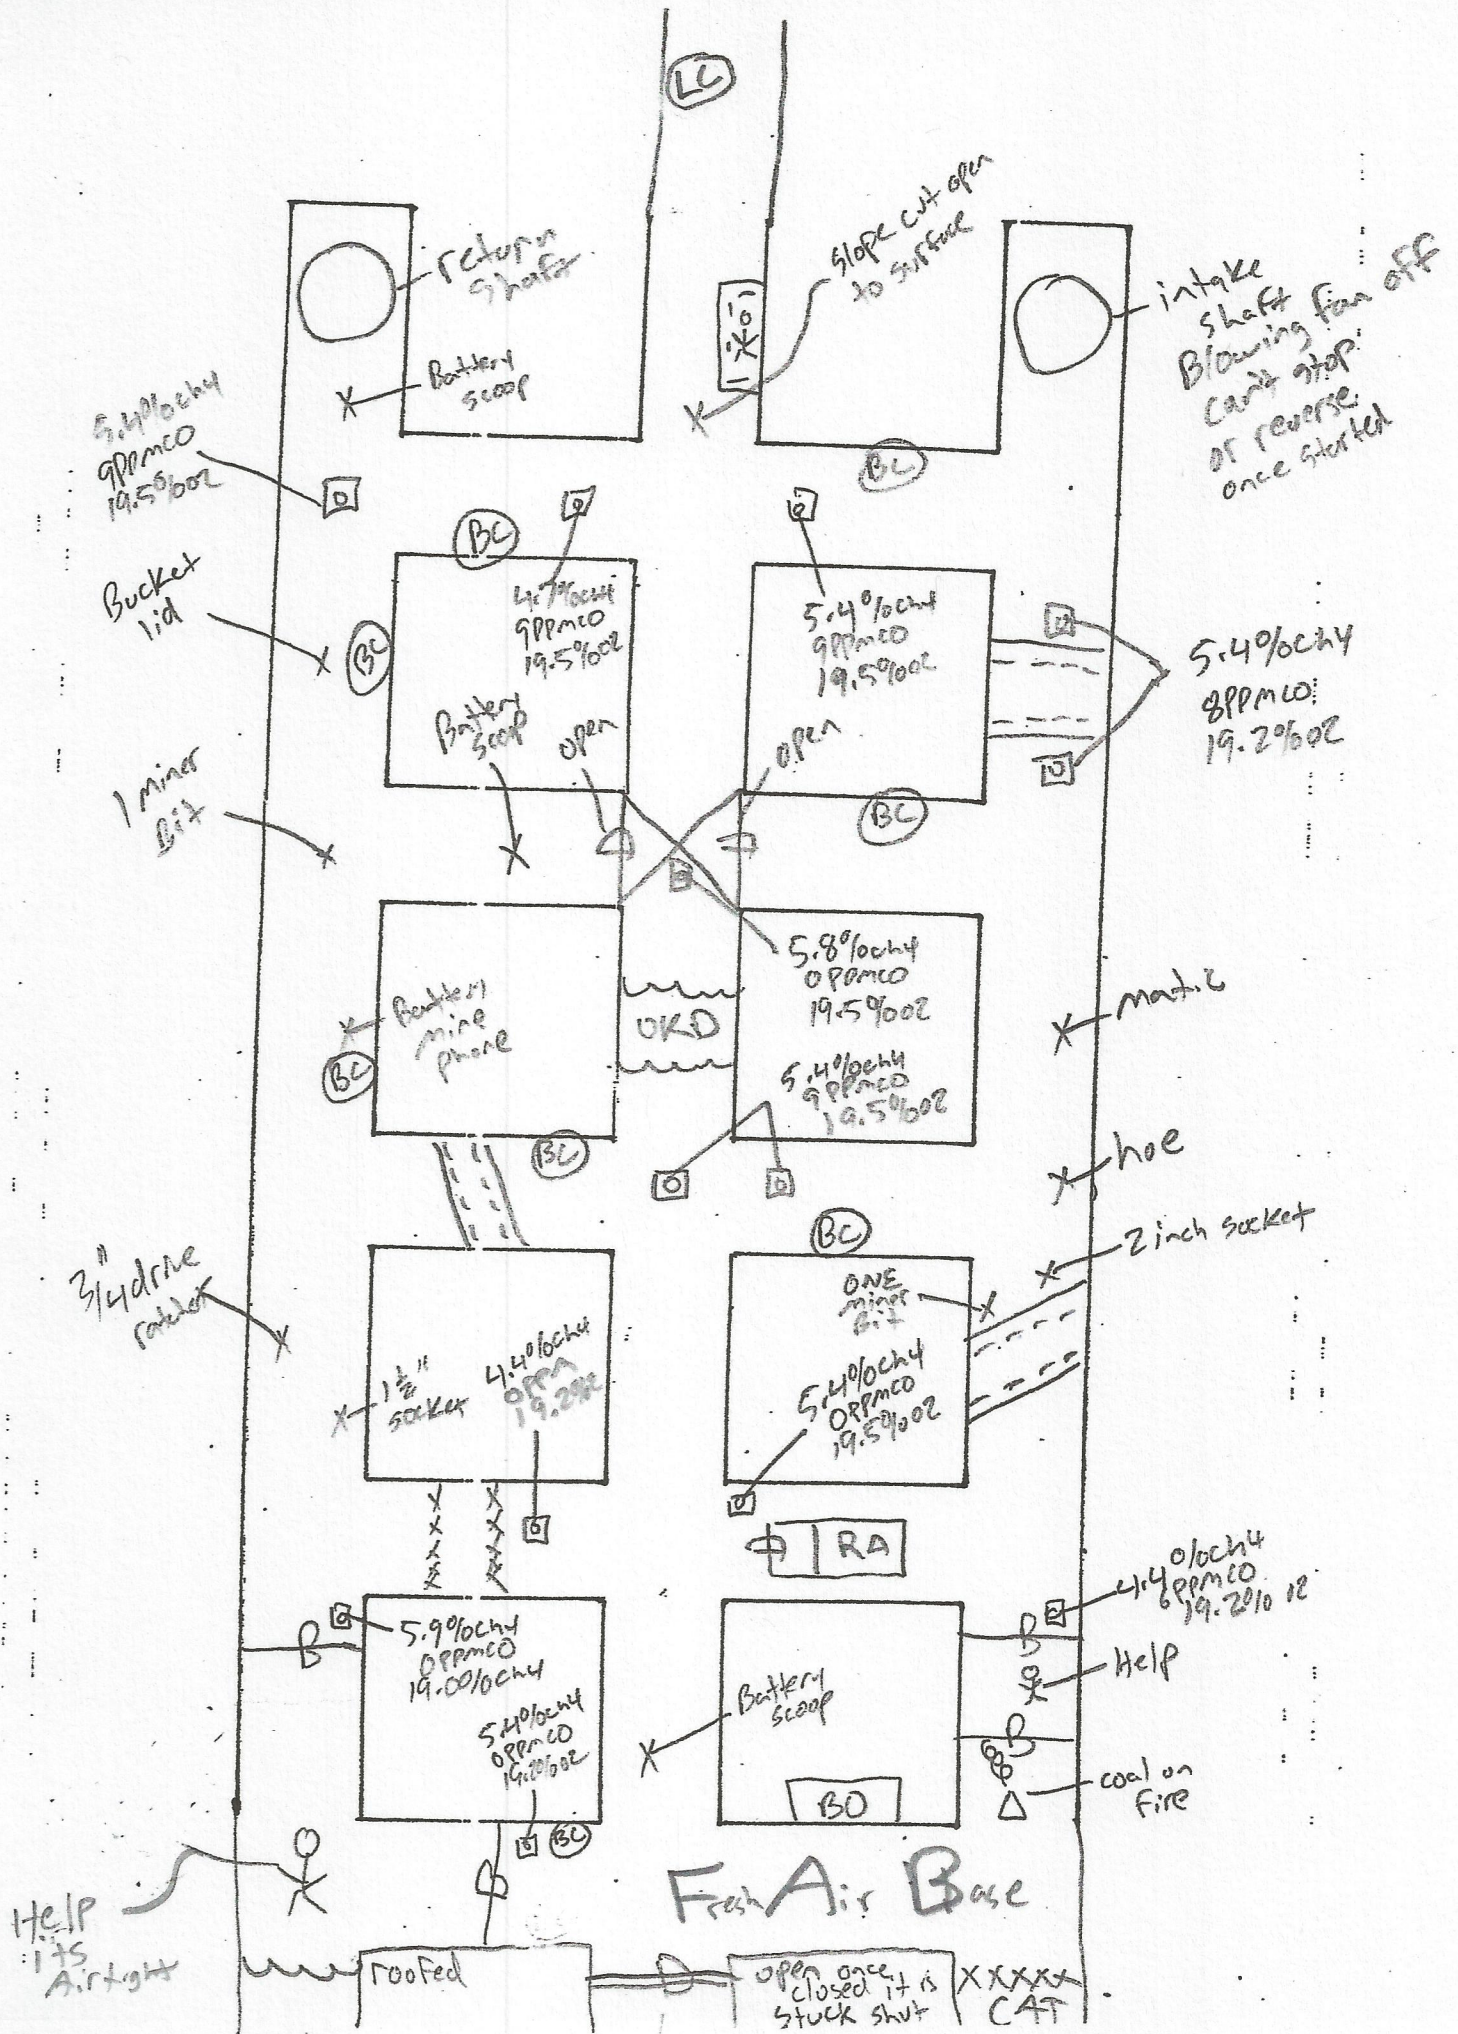 LC
slope cut open
to surface
return
shaft
intake
shaft
Blowing fan off
can't stop
or reverse
once started
Battery
scoop
5.4%ch4
9ppmco
19.5%o2
BC
BC
Bucket
lid
BC
4.7%ch4
9ppmco
19.5%o2
5.4%ch4
9ppmco
19.5%o2
5.4%ch4
8ppmco
19.2%o2
Battery
scoop
open
open
1 miner
Bit
BC
5.8%ch4
0ppmco
19.5%o2
Battery
mine
phone
UKD
matic
BC
5.4%ch4
9ppmco
19.5%o2
BC
hoe
BC
2 inch socket
3/4" drive
ratchet
ONE
miner
Bit
1 1/2"
socket
4.4%ch4
0ppm
19.2%o2
5.4%ch4
0ppmco
19.5%o2
RA
4.4%ch4
6ppmco
B
B
5.9%ch4
0ppmco
19.0%ch4
Help
5.4%ch4
0ppmco
19.2%o2
Battery
scoop
B
BO
coal on
fire
BC
B
Fresh Air Base
Help
its
Airtight
roofed
open once
closed it is
stuck shut
XXXXX
CAT